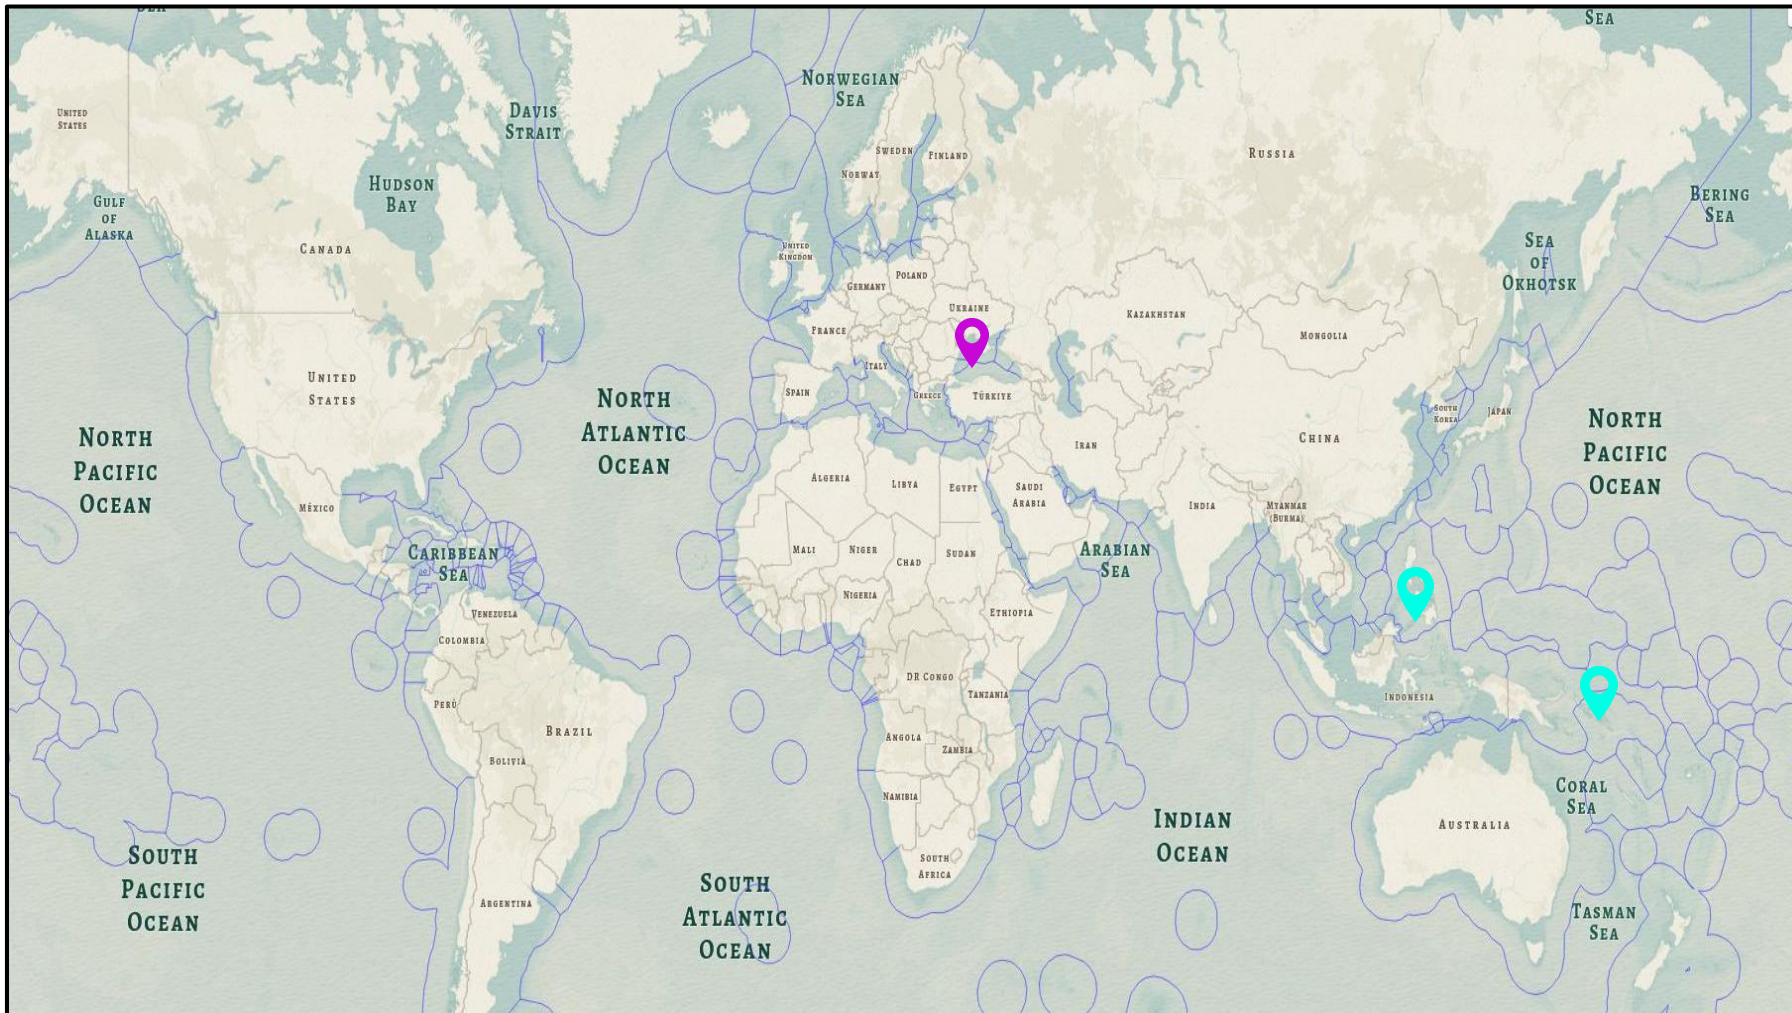 SEA
SEA
NORWEGIAN
SEA
DAVIS
STRAIT
UNITED
STATES
SWEDEN
FINLAND
NORWAY
RUSSIA
HUDSON
BAY
GULF
OF
ALASKA
BERING
SEA
CANADA
UNITED
KINGDOM
SEA
OF
OKHOTSK
POLAND
GERMANY
UKRAINE
KAZAKHSTAN
FRANCE
MONGOLIA
ITALY
UNITED
STATES
SPAIN
GREECE
TÜRKIYE
NORTH
ATLANTIC
OCEAN
SOUTH
KOREA
JAPAN
NORTH
PACIFIC
OCEAN
NORTH
PACIFIC
OCEAN
IRAN
CHINA
ALGERIA
LIBYA
EGYPT
SAUDI
ARABIA
MÉXICO
INDIA
MYANMAR
(BURMA)
CARIBBEAN
SEA
MALI
NIGER
CHAD
SUDAN
ARABIAN
SEA
NIGERIA
ETHIOPIA
VENEZUELA
COLOMBIA
DR CONGO
TANZANIA
INDONESIA
PERÚ
BRAZIL
ANGOLA
ZAMBIA
BOLIVIA
NAMIBIA
CORAL
SEA
INDIAN
OCEAN
AUSTRALIA
SOUTH
PACIFIC
OCEAN
SOUTH
AFRICA
SOUTH
ATLANTIC
OCEAN
ARGENTINA
TASMAN
SEA